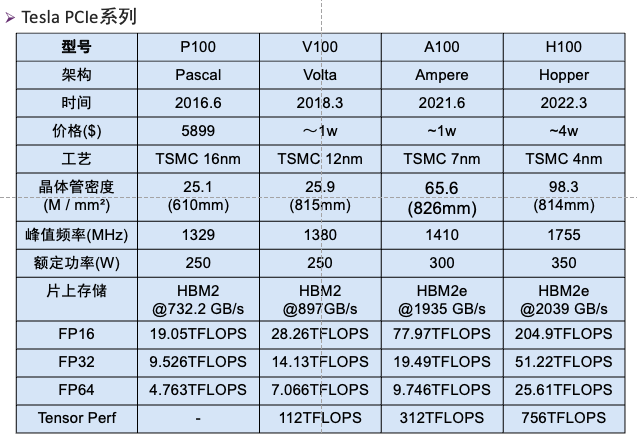 ➢ Tesla PCIe系列
型号 P100 V100 A100 H100
架构 Pascal Volta Ampere Hopper
时间 2016.6 2018.3 2021.6 2022.3
价格($) 5899 ～1w ~1w ~4w
工艺 TSMC 16nm TSMC 12nm TSMC 7nm TSMC 4nm
晶体管密度 25.1 25.9 65.6 98.3
(M / mm²) (610mm) (815mm) (826mm) (814mm)
峰值频率(MHz) 1329 1380 1410 1755
额定功率(W) 250 250 300 350
片上存储 HBM2 HBM2 HBM2e HBM2e
@732.2 GB/s @897GB/s @1935 GB/s @2039 GB/s
FP16 19.05TFLOPS 28.26TFLOPS 77.97TFLOPS 204.9TFLOPS
FP32 9.526TFLOPS 14.13TFLOPS 19.49TFLOPS 51.22TFLOPS
FP64 4.763TFLOPS 7.066TFLOPS 9.746TFLOPS 25.61TFLOPS
Tensor Perf - 112TFLOPS 312TFLOPS 756TFLOPS